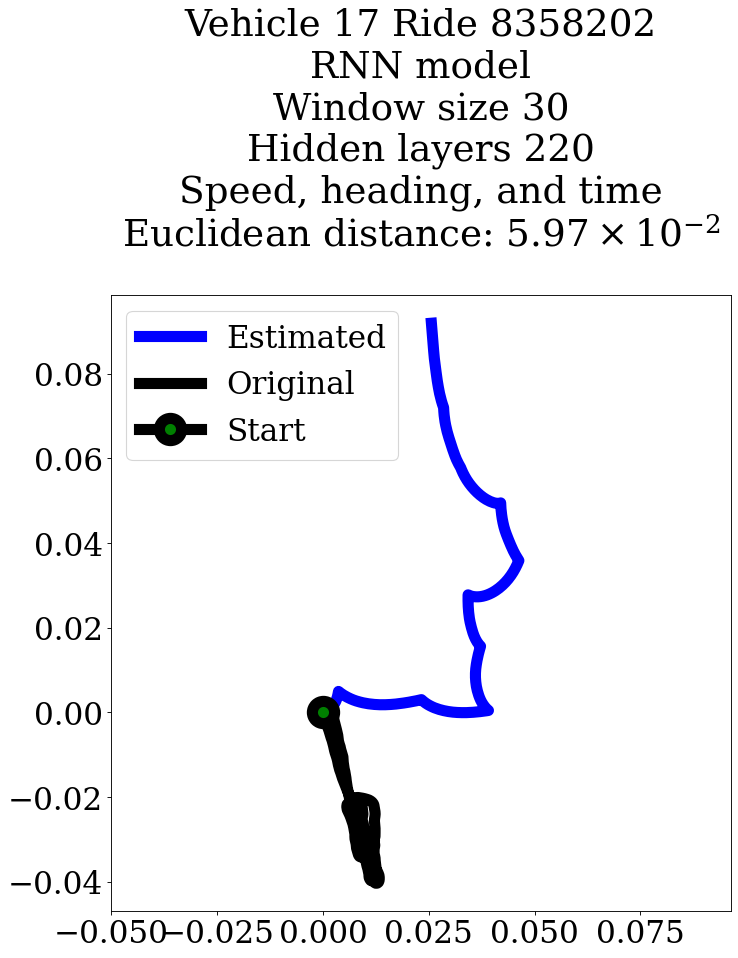 Vehicle 17 Ride 8358202
RNN model
Window size 30
Hidden layers 220
Speed, heading, and time
Euclidean distance: 5.97 × 10⁻²
Estimated
Original
Start
0.08
0.06
0.04
0.02
0.00
−0.02
−0.04
−0.050 −0.025 0.000 0.025 0.050 0.075